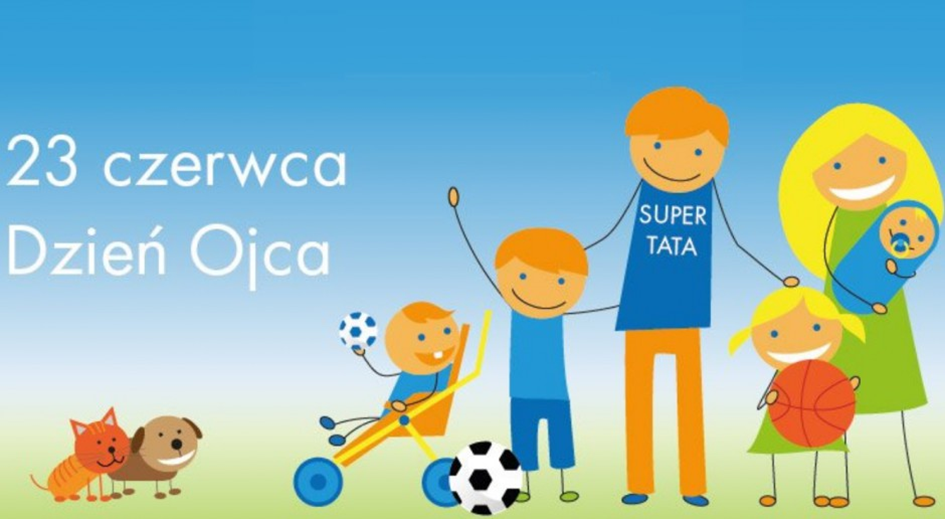 23 czerwca
Dzień Ojca
SUPER
TATA